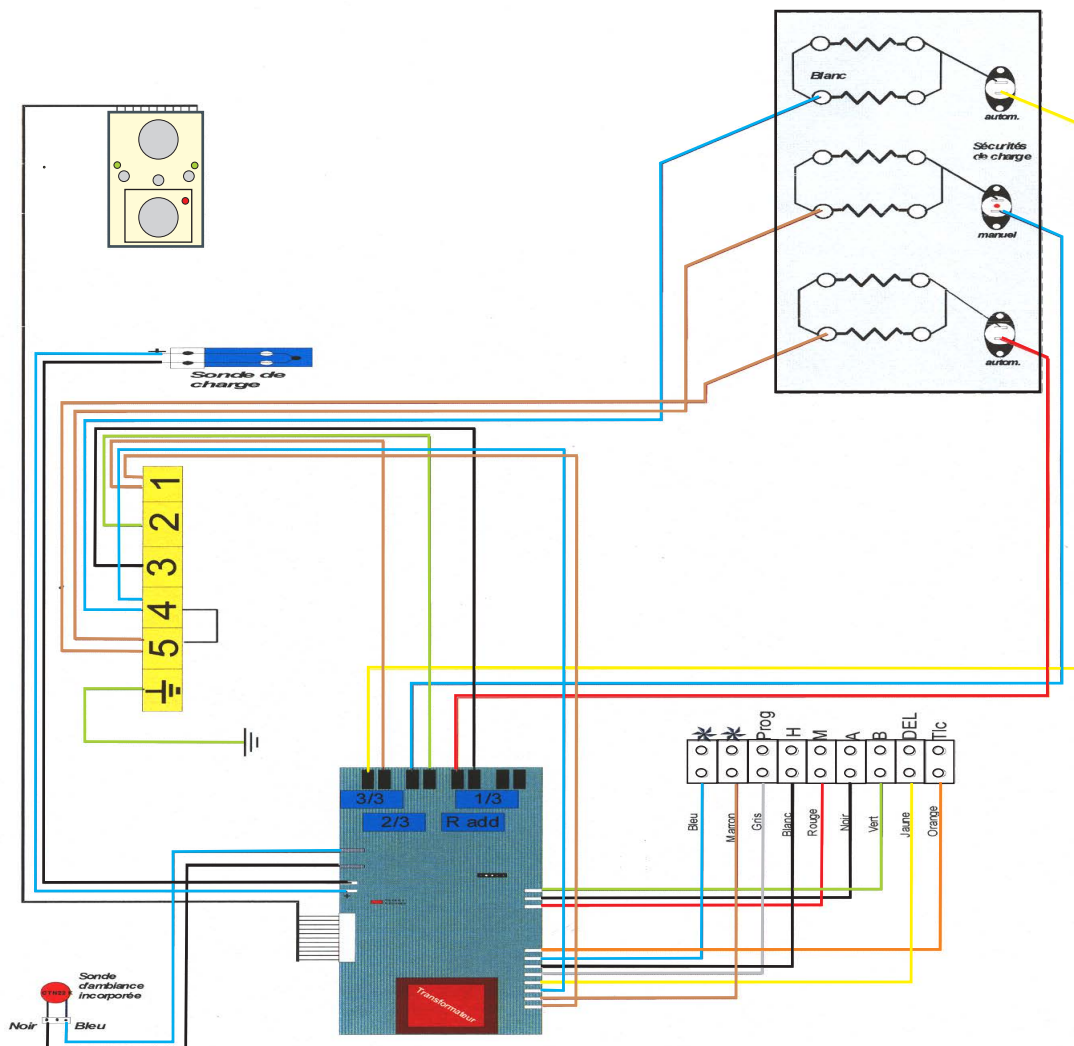 Blanc
autom.
Sécurités
de charge
manuel
autom.
Sonde de
charge
1
2
3
4
5
Prog
H
M
A
B
DEL
Tic
3/3
1/3
2/3
R add
Bleu
Marron
Gris
Blanc
Rouge
Noir
Vert
Jaune
Orange
+
Transformateur
Sonde
d'ambiance
incorporée
Noir
Bleu